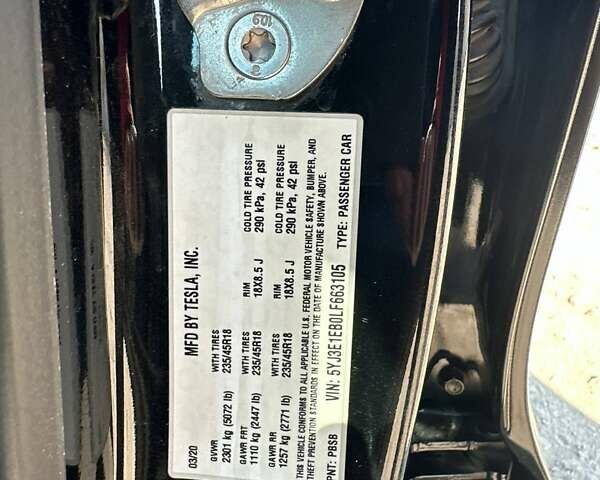 10.9
MFD BY TESLA, INC.
03/20
GVWR WITH TIRES RIM COLD TIRE PRESSURE
2301 kg (5072 lb) 235/45R18 18X8.5 J 290 kPa, 42 psi
GAWR FRT WITH TIRES RIM COLD TIRE PRESSURE
1110 kg (2447 lb) 235/45R18 18X8.5 J 290 kPa, 42 psi
GAWR RR WITH TIRES
1257 kg (2771 lb) 235/45R18
THIS VEHICLE CONFORMS TO ALL APPLICABLE U.S. FEDERAL MOTOR VEHICLE SAFETY, BUMPER, AND
THEFT PREVENTION STANDARDS IN EFFECT ON THE DATE OF MANUFACTURE SHOWN ABOVE.
VIN: 5YJ3E1EB0LF663105
PNT: PBSB TYPE: PASSENGER CAR